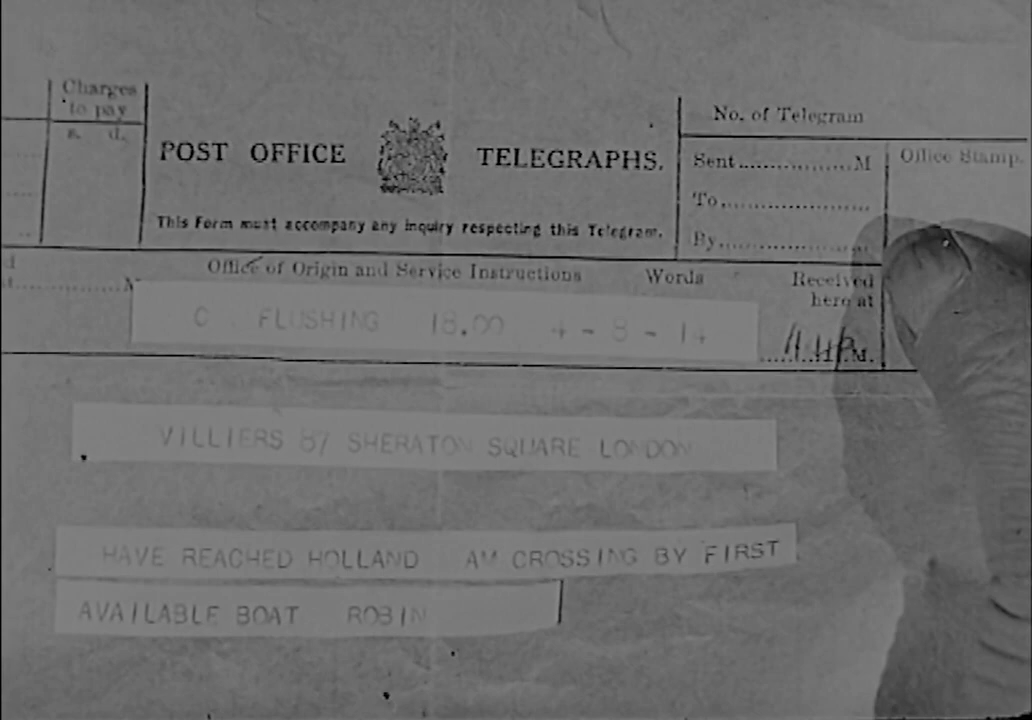 Charges
to pay
s. d.
POST OFFICE TELEGRAPHS.
This Form must accompany any inquiry respecting this Telegram.
No. of Telegram
Sent................M
To....................
By....................
Office Stamp.
Office of Origin and Service Instructions
Words
Received
here at
M
C FLUSHING 18.00 4-8-14
VILLIERS 87 SHERATON SQUARE LONDON
HAVE REACHED HOLLAND AM CROSSING BY FIRST
AVAILABLE BOAT ROBIN